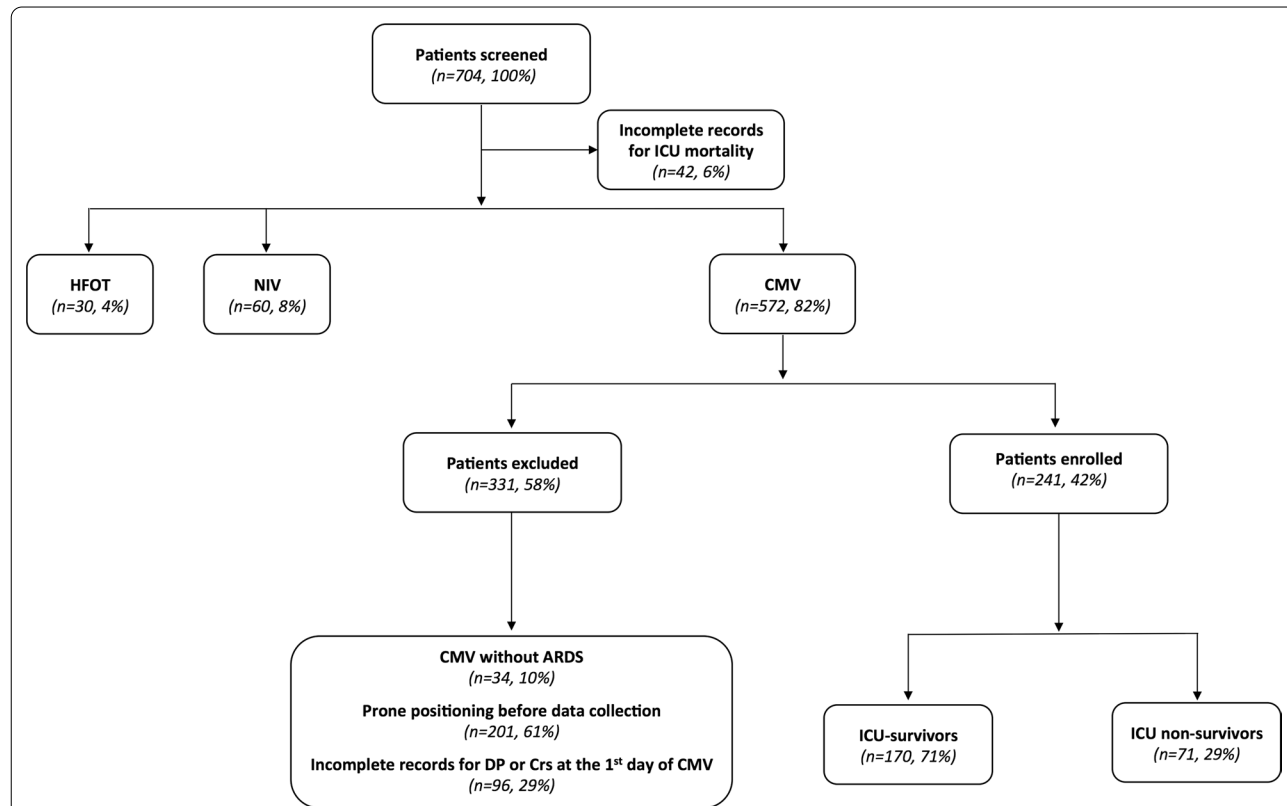 Patients screened
(n=704, 100%)
Incomplete records
for ICU mortality
(n=42, 6%)
HFOT
(n=30, 4%)
NIV
(n=60, 8%)
CMV
(n=572, 82%)
Patients excluded
(n=331, 58%)
Patients enrolled
(n=241, 42%)
CMV without ARDS
(n=34, 10%)
Prone positioning before data collection
(n=201, 61%)
Incomplete records for DP or Crs at the 1st day of CMV
(n=96, 29%)
ICU-survivors
(n=170, 71%)
ICU non-survivors
(n=71, 29%)